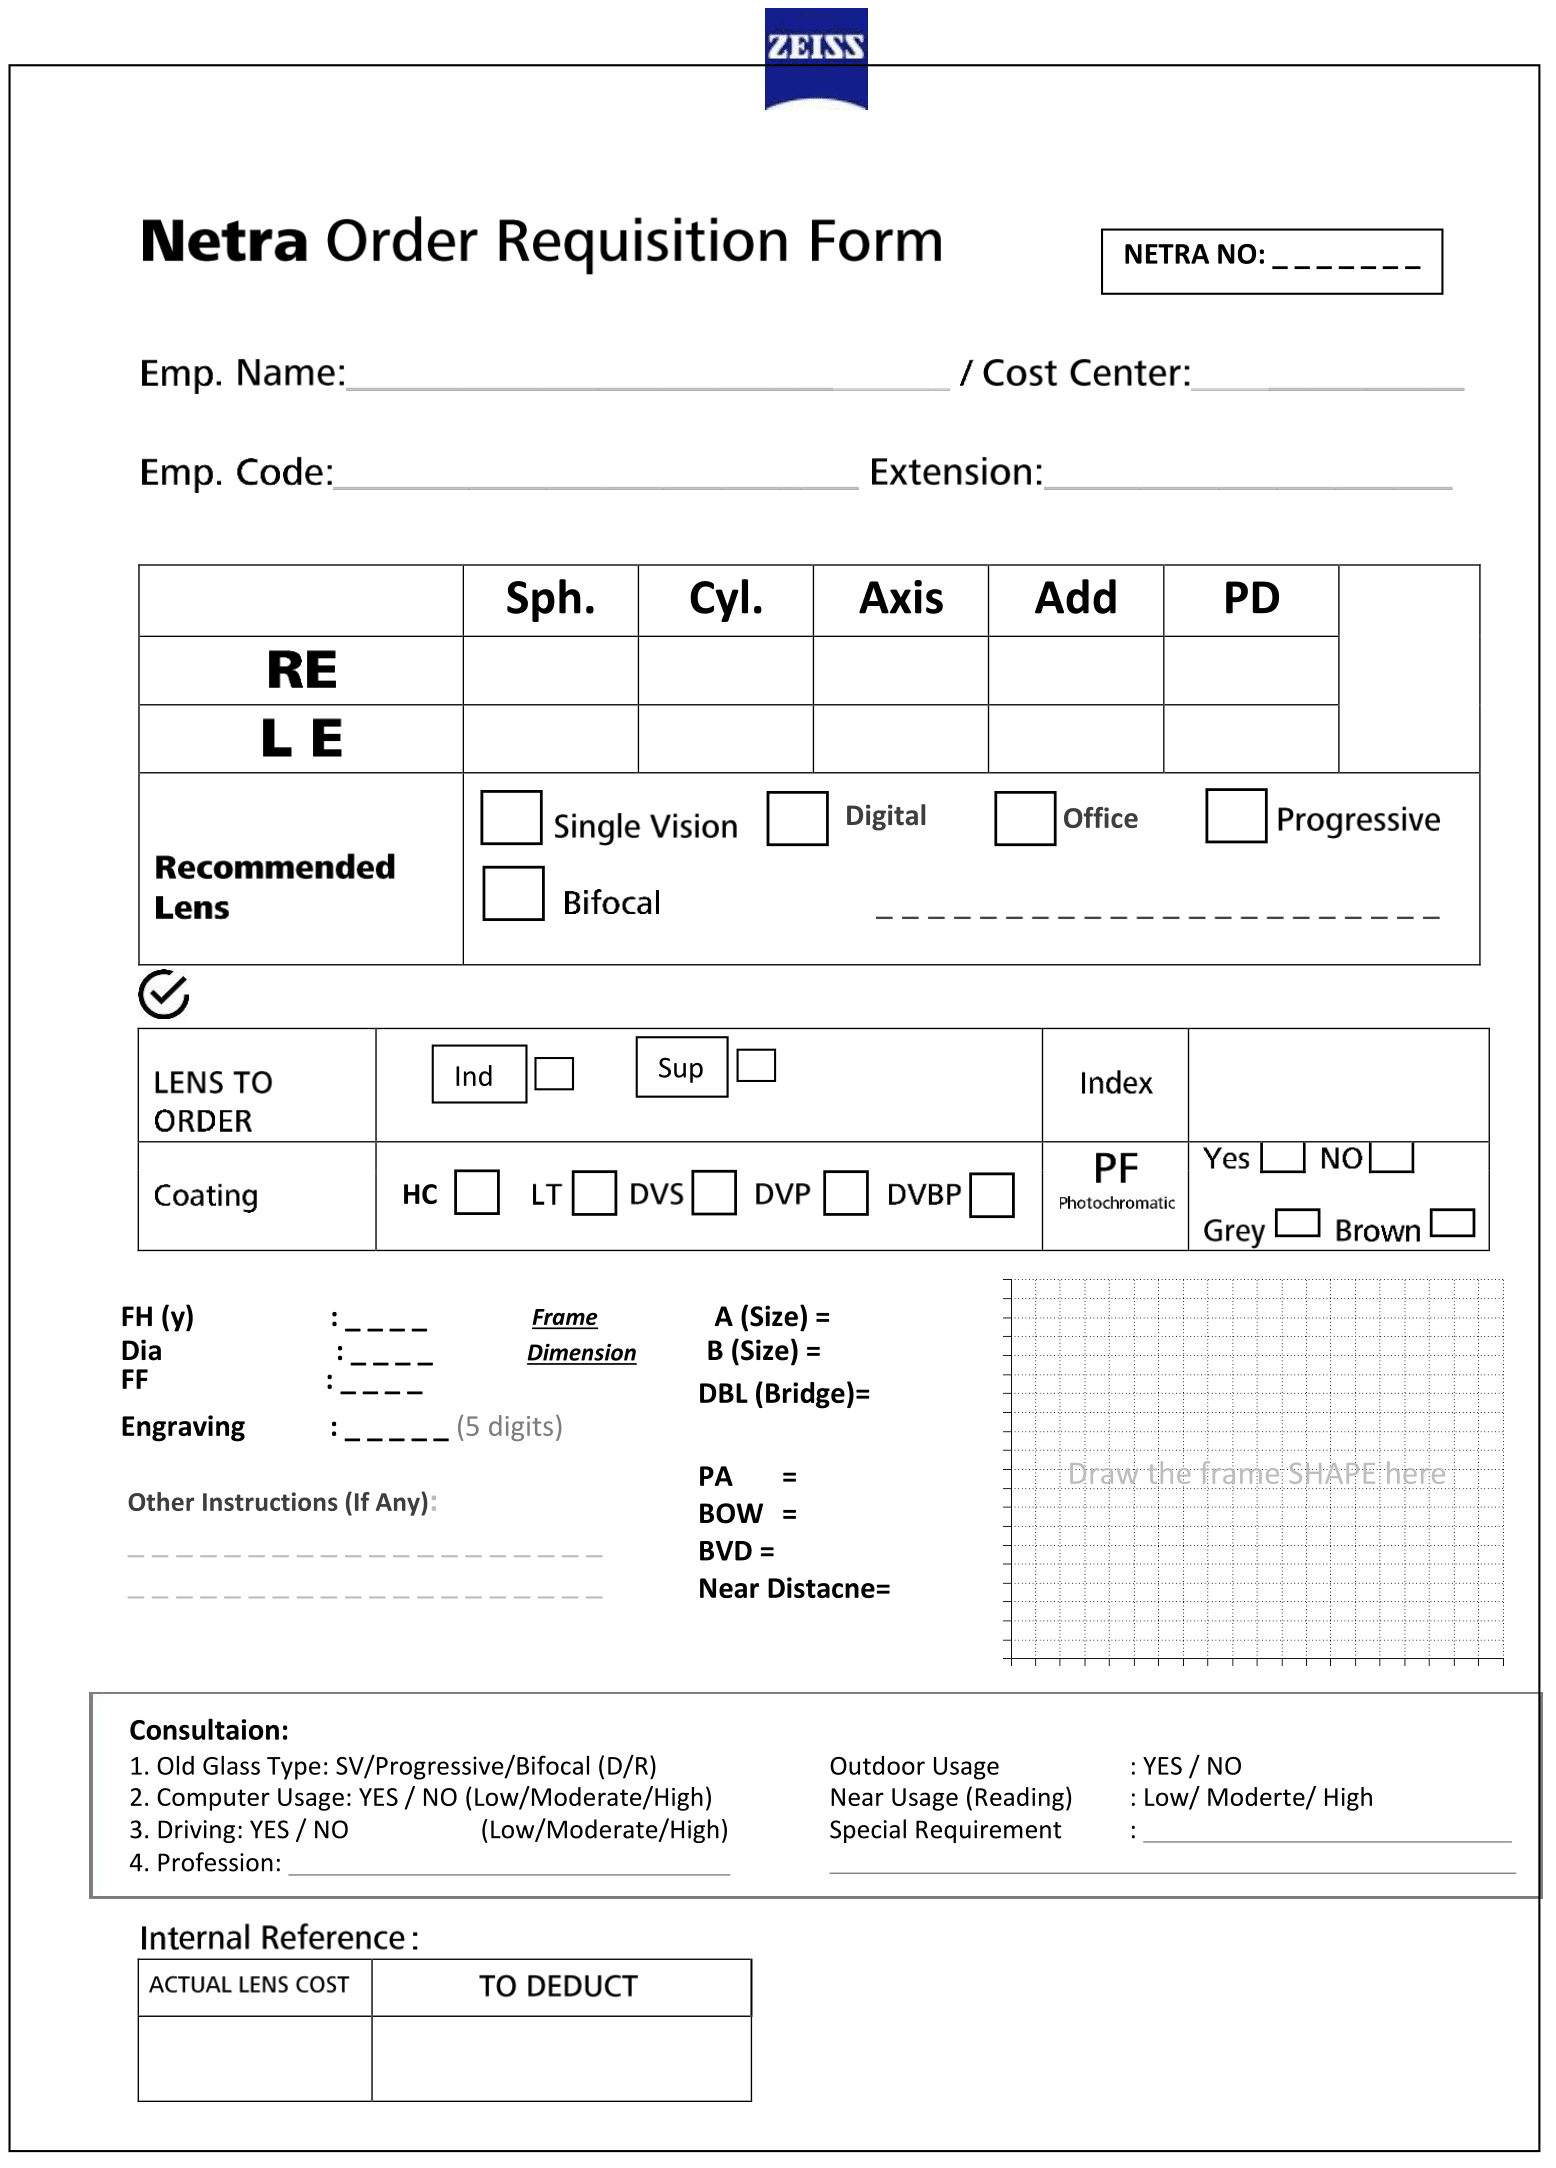 ZEISS
Netra Order Requisition Form
NETRA NO: _ _ _ _ _ _ _
Emp. Name:____________________ / Cost Center:__________
Emp. Code:____________________ Extension:____________________
Sph. Cyl. Axis Add PD
RE
L E
Recommended
Lens
Single Vision Digital Office Progressive
Bifocal _ _ _ _ _ _ _ _ _ _ _ _ _ _ _ _ _ _ _ _ _ _
LENS TO
ORDER
Ind Sup
Index
Coating
HC LT DVS DVP DVBP
PF
Photochromatic
Yes NO
Grey Brown
FH (y) : _ _ _ _
Dia : _ _ _ _
FF : _ _ _ _
Engraving : _ _ _ _ _ (5 digits)
Other Instructions (If Any):
_ _ _ _ _ _ _ _ _ _ _ _ _ _ _ _ _ _ _ _
_ _ _ _ _ _ _ _ _ _ _ _ _ _ _ _ _ _ _ _
Frame
Dimension
A (Size) =
B (Size) =
DBL (Bridge)=
PA =
BOW =
BVD =
Near Distacne=
Draw the frame SHAPE here
Consultaion:
1. Old Glass Type: SV/Progressive/Bifocal (D/R)
2. Computer Usage: YES / NO (Low/Moderate/High)
3. Driving: YES / NO (Low/Moderate/High)
4. Profession: ____________________
Outdoor Usage : YES / NO
Near Usage (Reading) : Low/ Moderte/ High
Special Requirement : ____________________
____________________
Internal Reference :
ACTUAL LENS COST TO DEDUCT